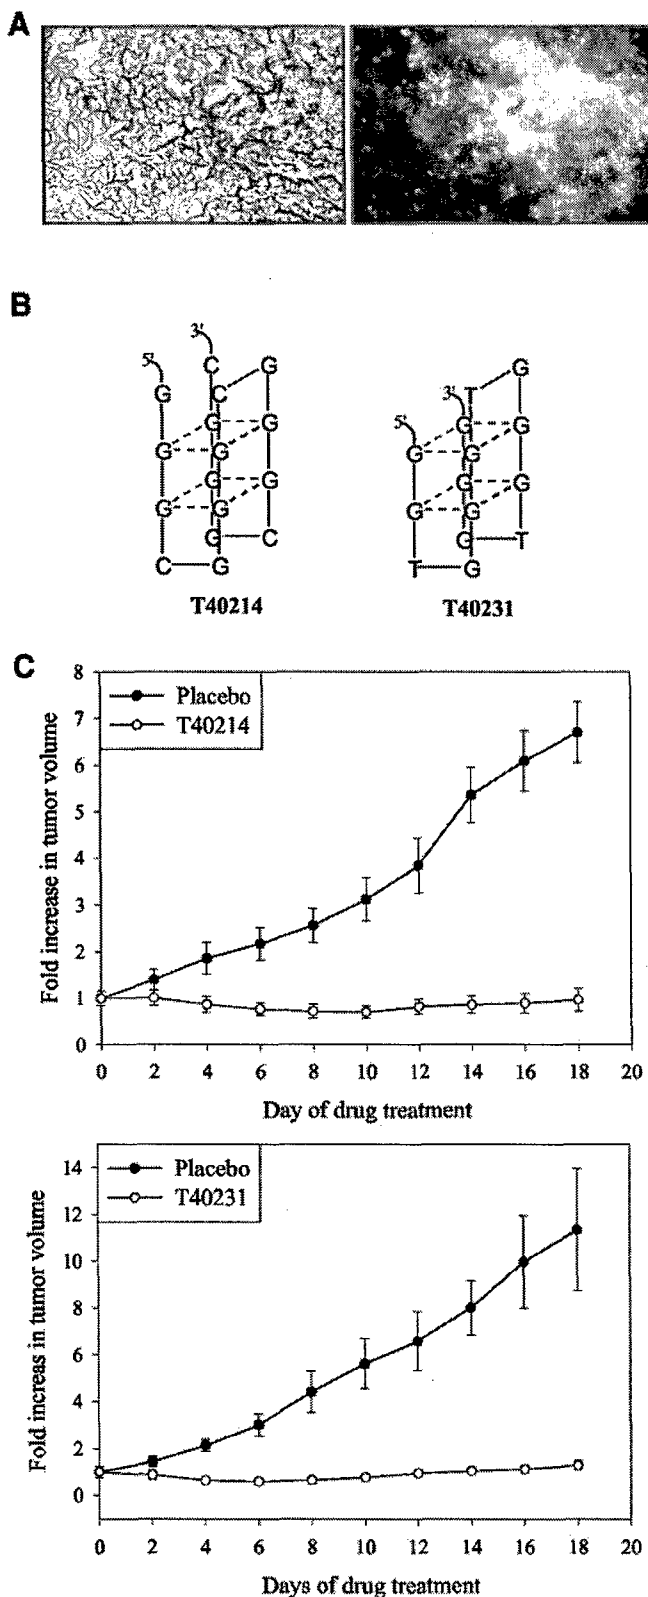 A
B
3'
5' C G
G C
G G
G G
G G
G G
G C
C G
T40214
G
T
3'
5' G G
G G
G G
G G
G T
T G
T40231
C
Placebo
T40214
Fold increase in tumor volume
8
7
6
5
4
3
2
1
0
0 2 4 6 8 10 12 14 16 18 20
Day of drug treatment
Placebo
T40231
Fold increas in tumor volume
14
12
10
8
6
4
2
0
0 2 4 6 8 10 12 14 16 18 20
Days of drug treatment